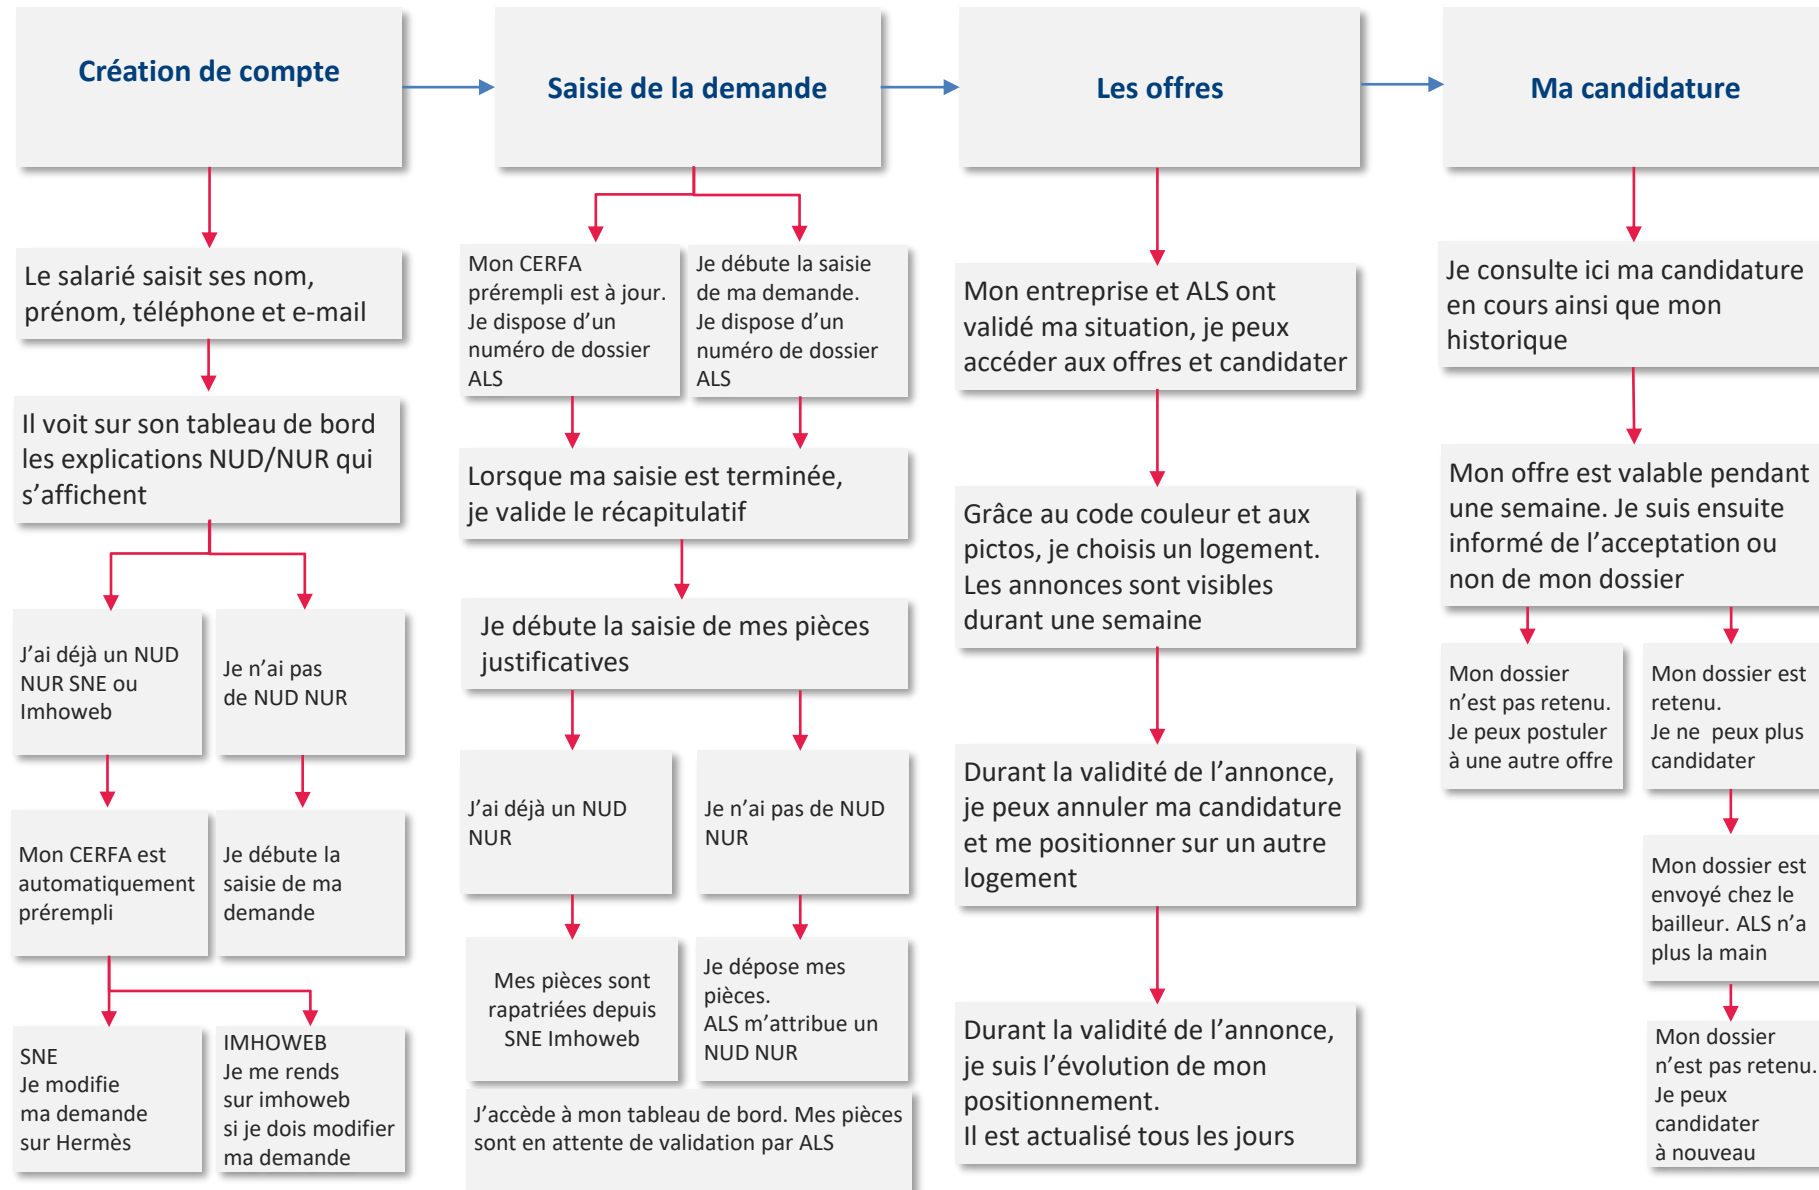 Création de compte
Saisie de la demande
Les offres
Ma candidature
Le salarié saisit ses nom,
prénom, téléphone et e-mail
Il voit sur son tableau de bord
les explications NUD/NUR qui
s’affichent
J’ai déjà un NUD
NUR SNE ou
Imhoweb
Je n’ai pas
de NUD NUR
Mon CERFA est
automatiquement
prérempli
Je débute la
saisie de ma
demande
SNE
Je modifie
ma demande
sur Hermès
IMHOWEB
Je me rends
sur imhoweb
si je dois modifier
ma demande
Mon CERFA
prérempli est à jour.
Je dispose d’un
numéro de dossier
ALS
Je débute la saisie
de ma demande.
Je dispose d’un
numéro de dossier
ALS
Lorsque ma saisie est terminée,
je valide le récapitulatif
Je débute la saisie de mes pièces
justificatives
J’ai déjà un NUD
NUR
Je n’ai pas de NUD
NUR
Mes pièces sont
rapatriées depuis
SNE Imhoweb
Je dépose mes
pièces.
ALS m’attribue un
NUD NUR
J’accède à mon tableau de bord. Mes pièces
sont en attente de validation par ALS
Mon entreprise et ALS ont
validé ma situation, je peux
accéder aux offres et candidater
Grâce au code couleur et aux
pictos, je choisis un logement.
Les annonces sont visibles
durant une semaine
Durant la validité de l’annonce,
je peux annuler ma candidature
et me positionner sur un autre
logement
Durant la validité de l’annonce,
je suis l’évolution de mon
positionnement.
Il est actualisé tous les jours
Je consulte ici ma candidature
en cours ainsi que mon
historique
Mon offre est valable pendant
une semaine. Je suis ensuite
informé de l’acceptation ou
non de mon dossier
Mon dossier
n’est pas retenu.
Je peux postuler
à une autre offre
Mon dossier est
retenu.
Je ne peux plus
candidater
Mon dossier est
envoyé chez le
bailleur. ALS n’a
plus la main
Mon dossier
n’est pas retenu.
Je peux
candidater
à nouveau